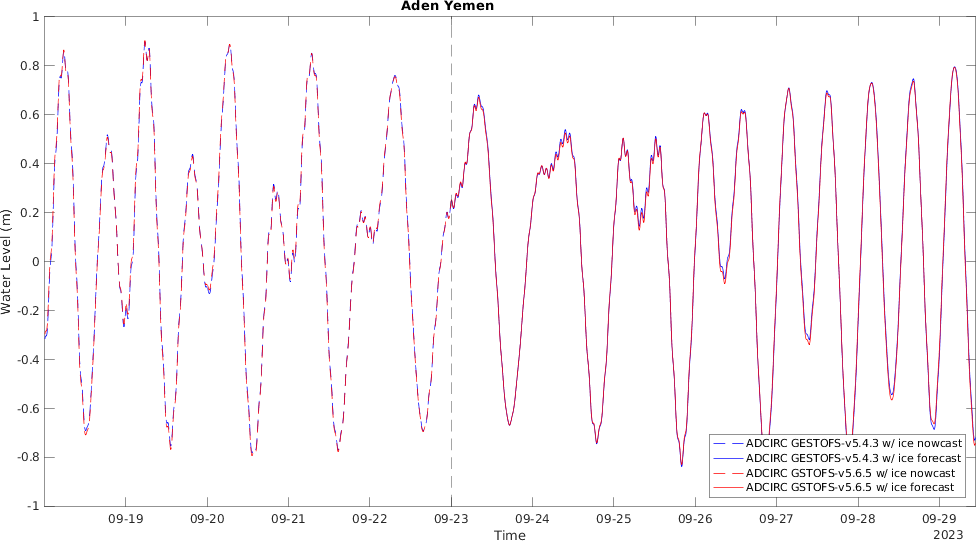 Aden Yemen
Water Level (m)
1
0.8
0.6
0.4
0.2
0
-0.2
-0.4
-0.6
-0.8
-1
ADCIRC GESTOFS-v5.4.3 w/ ice nowcast
ADCIRC GESTOFS-v5.4.3 w/ ice forecast
ADCIRC GSTOFS-v5.6.5 w/ ice nowcast
ADCIRC GSTOFS-v5.6.5 w/ ice forecast
09-19 09-20 09-21 09-22 09-23 09-24 09-25 09-26 09-27 09-28 09-29
Time
2023